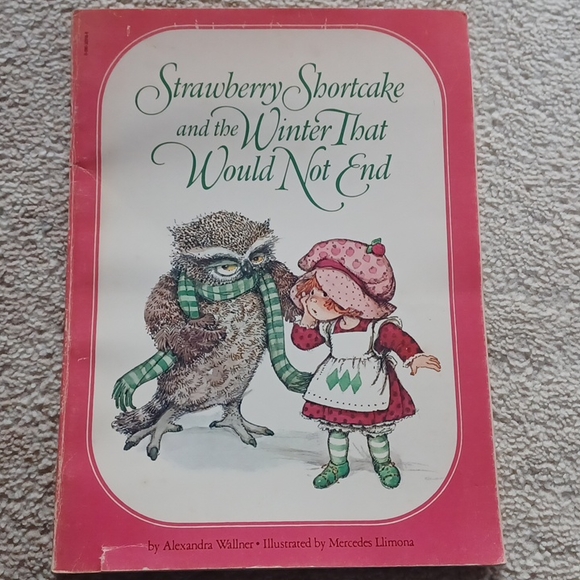 Strawberry Shortcake
and the Winter That
Would Not End
by Alexandra Wallner • Illustrated by Mercedes Llimona